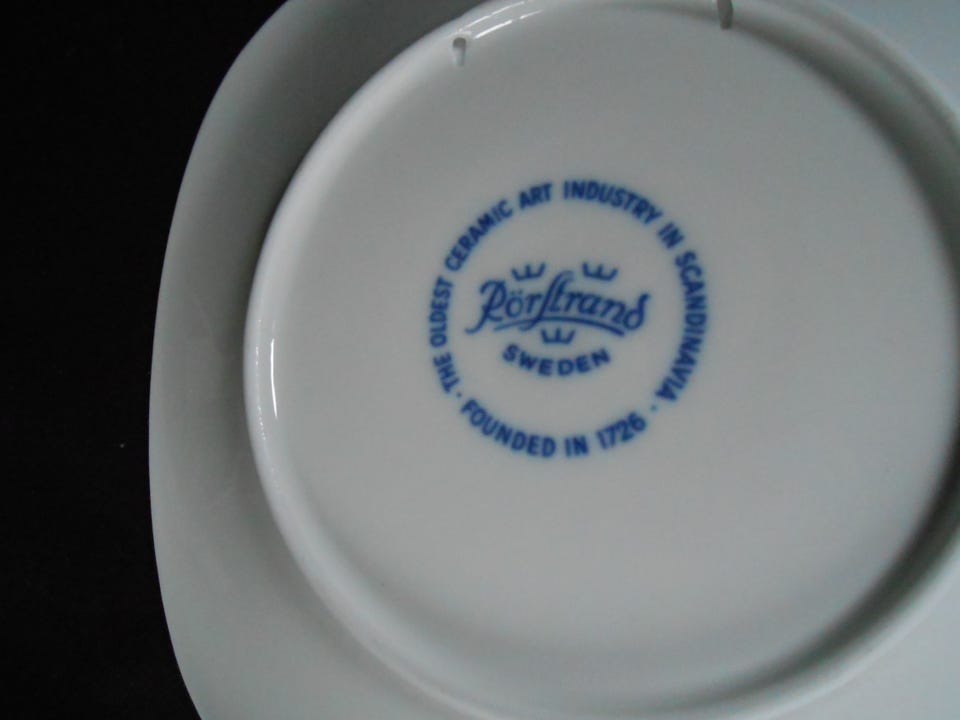 THE OLDEST CERAMIC ART INDUSTRY IN SCANDINAVIA ·
Rörstrand
SWEDEN
· FOUNDED IN 1726